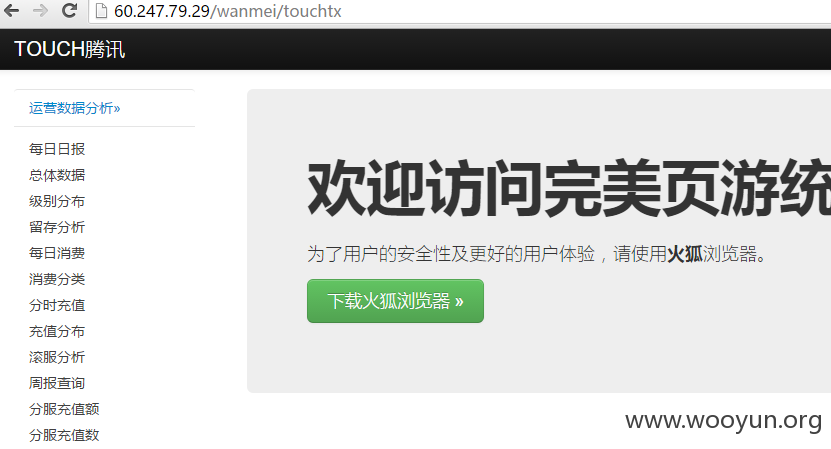 60.247.79.29/wanmei/touchtx
TOUCH腾讯
运营数据分析»
每日日报
总体数据
级别分布
留存分析
每日消费
消费分类
分时充值
充值分布
滚服分析
周报查询
分服充值额
分服充值数
欢迎访问完美页游统
为了用户的安全性及更好的用户体验，请使用火狐浏览器。
下载火狐浏览器 »
www.wooyun.org